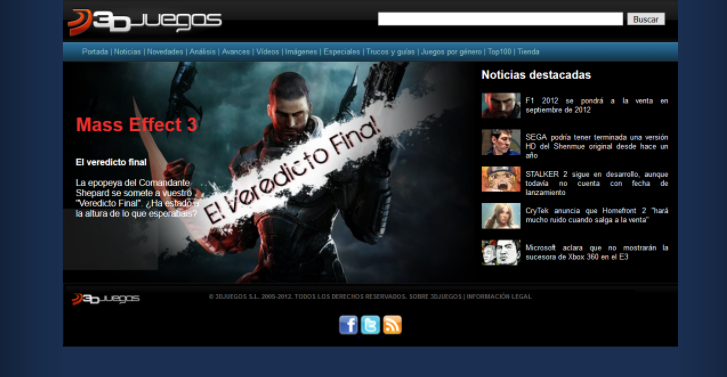 3DJUEGOS
Buscar
Portada | Noticias | Novedades | Análisis | Avances | Vídeos | Imágenes | Especiales | Trucos y guías | Juegos por género | Top100 | Tienda
Mass Effect 3
El veredicto final
La epopeya del Comandante
Shepard se somete a vuestro
"Veredicto Final". ¿Ha estado a
la altura de lo que esperabais?
El Veredicto Final
Noticias destacadas
F1 2012 se pondrá a la venta en
septiembre de 2012
SEGA podría tener terminada una versión
HD del Shenmue original desde hace un
año
STALKER 2 sigue en desarrollo, aunque
todavía no cuenta con fecha de
lanzamiento
CryTek anuncia que Homefront 2 "hará
mucho ruido cuando salga a la venta"
Microsoft aclara que no mostrarán la
sucesora de Xbox 360 en el E3
3DJUEGOS
© 3DJUEGOS S.L. 2005-2012. TODOS LOS DERECHOS RESERVADOS. SOBRE 3DJUEGOS | INFORMACIÓN LEGAL